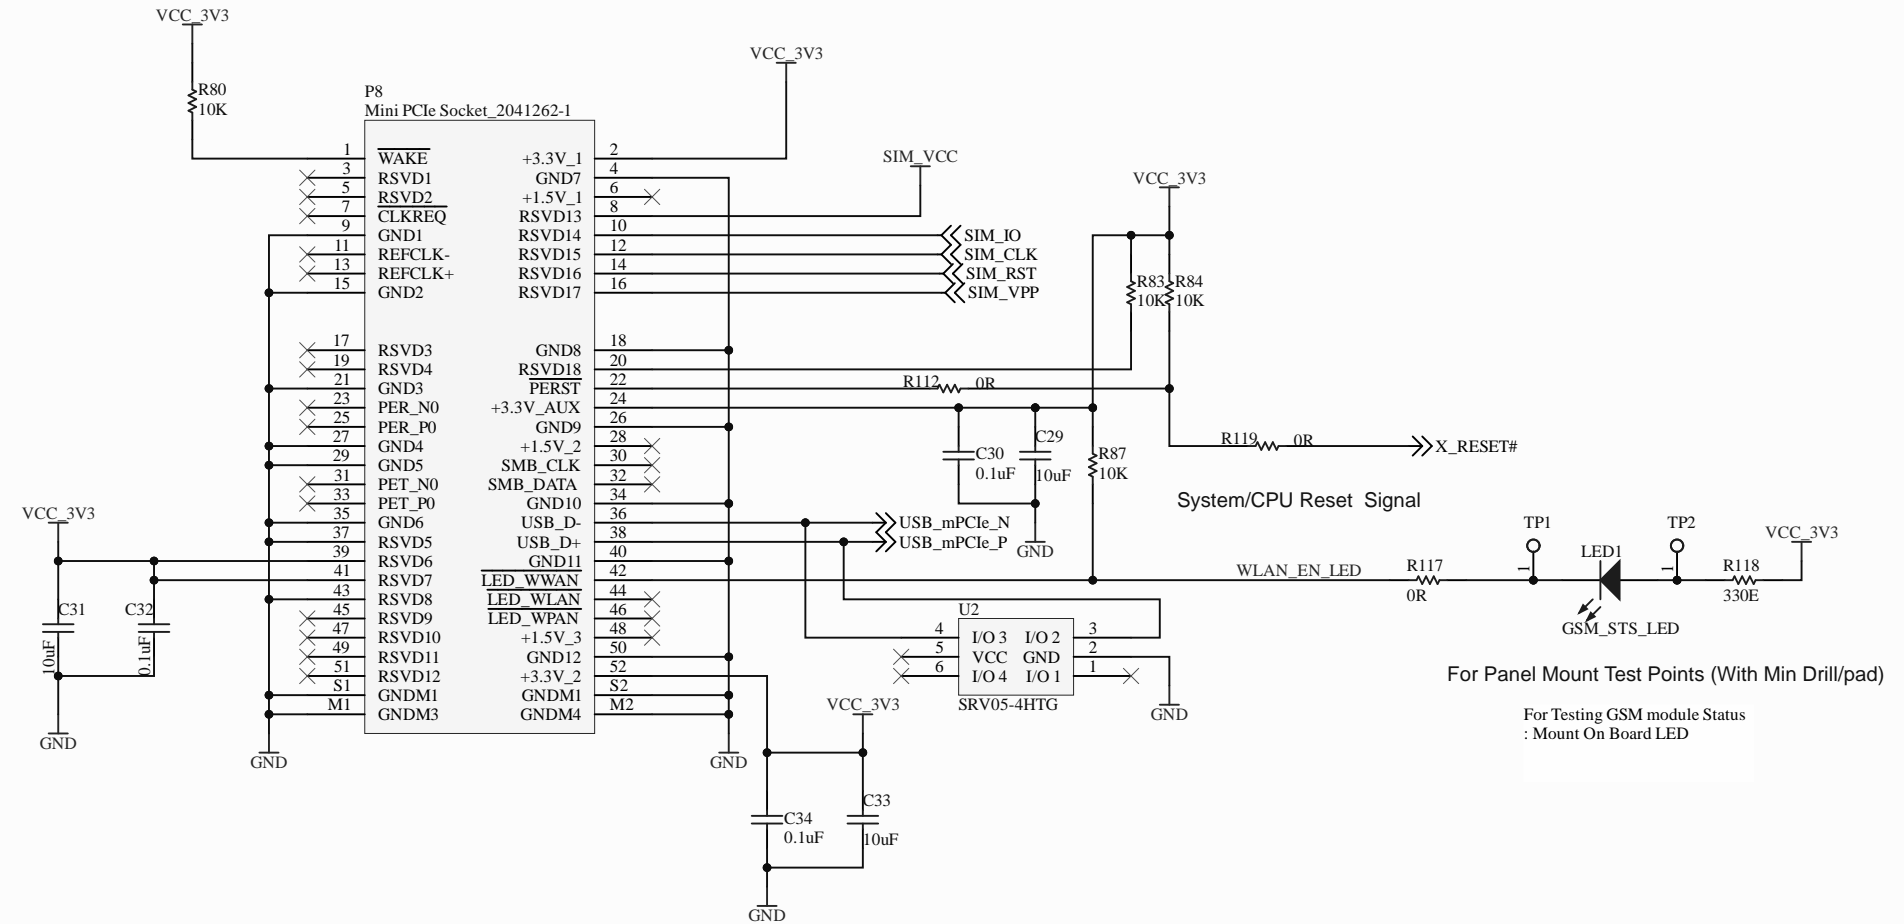 VCC_3V3
R80
10K
P8
Mini PCIe Socket_2041262-1
VCC_3V3
1 WAKE +3.3V_1 2
3 RSVD1 GND7 4
5 RSVD2 +1.5V_1 6
7 CLKREQ RSVD13 8
9 GND1 RSVD14 10
11 REFCLK- RSVD15 12
13 REFCLK+ RSVD16 14
15 GND2 RSVD17 16
17 RSVD3 GND8 18
19 RSVD4 RSVD18 20
21 GND3 PERST 22
23 PER_N0 +3.3V_AUX 24
25 PER_P0 GND9 26
27 GND4 +1.5V_2 28
29 GND5 SMB_CLK 30
31 PET_N0 SMB_DATA 32
33 PET_P0 GND10 34
35 GND6 USB_D- 36
37 RSVD5 USB_D+ 38
39 RSVD6 GND11 40
41 RSVD7 LED_WWAN 42
43 RSVD8 LED_WLAN 44
45 RSVD9 LED_WPAN 46
47 RSVD10 +1.5V_3 48
49 RSVD11 GND12 50
51 RSVD12 +3.3V_2 52
S1 GNDM1 GNDM1 S2
M1 GNDM3 GNDM4 M2
SIM_VCC
SIM_IO
SIM_CLK
SIM_RST
SIM_VPP
VCC_3V3
R83 R84
10K 10K
R112 0R
C30
0.1uF
C29
10uF
R87
10K
GND
R119 0R
X_RESET#
System/CPU Reset Signal
USB_mPCIe_N
USB_mPCIe_P
WLAN_EN_LED
R117
0R
TP1
1
LED1
GSM_STS_LED
TP2
1
R118
330E
VCC_3V3
For Panel Mount Test Points (With Min Drill/pad)
For Testing GSM module Status
: Mount On Board LED
U2
4 I/O 3 I/O 2 3
5 VCC GND 2
6 I/O 4 I/O 1 1
SRV05-4HTG
GND
VCC_3V3
C31
10uF
C32
0.1uF
GND
GND
GND
VCC_3V3
C34
0.1uF
C33
10uF
GND